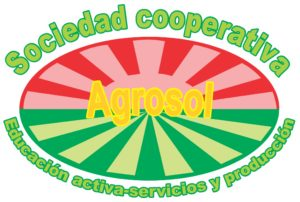 Sociedad cooperativa
Agrosol
Educación activa-servicios y producción